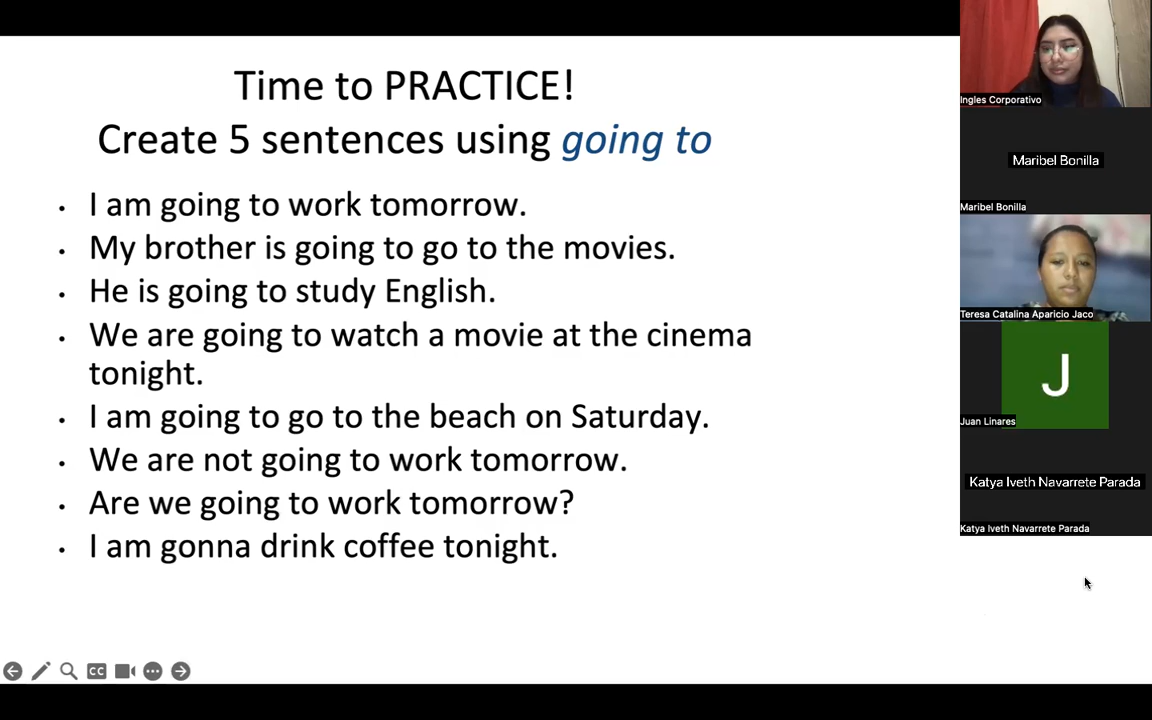 Time to PRACTICE!
Create 5 sentences using going to
• I am going to work tomorrow.
• My brother is going to go to the movies.
• He is going to study English.
• We are going to watch a movie at the cinema
tonight.
• I am going to go to the beach on Saturday.
• We are not going to work tomorrow.
• Are we going to work tomorrow?
• I am gonna drink coffee tonight.
CC
Ingles Corporativo
Maribel Bonilla
Maribel Bonilla
Teresa Catalina Aparicio Jaco
J
Juan Linares
Katya Iveth Navarrete Parada
Katya Iveth Navarrete Parada